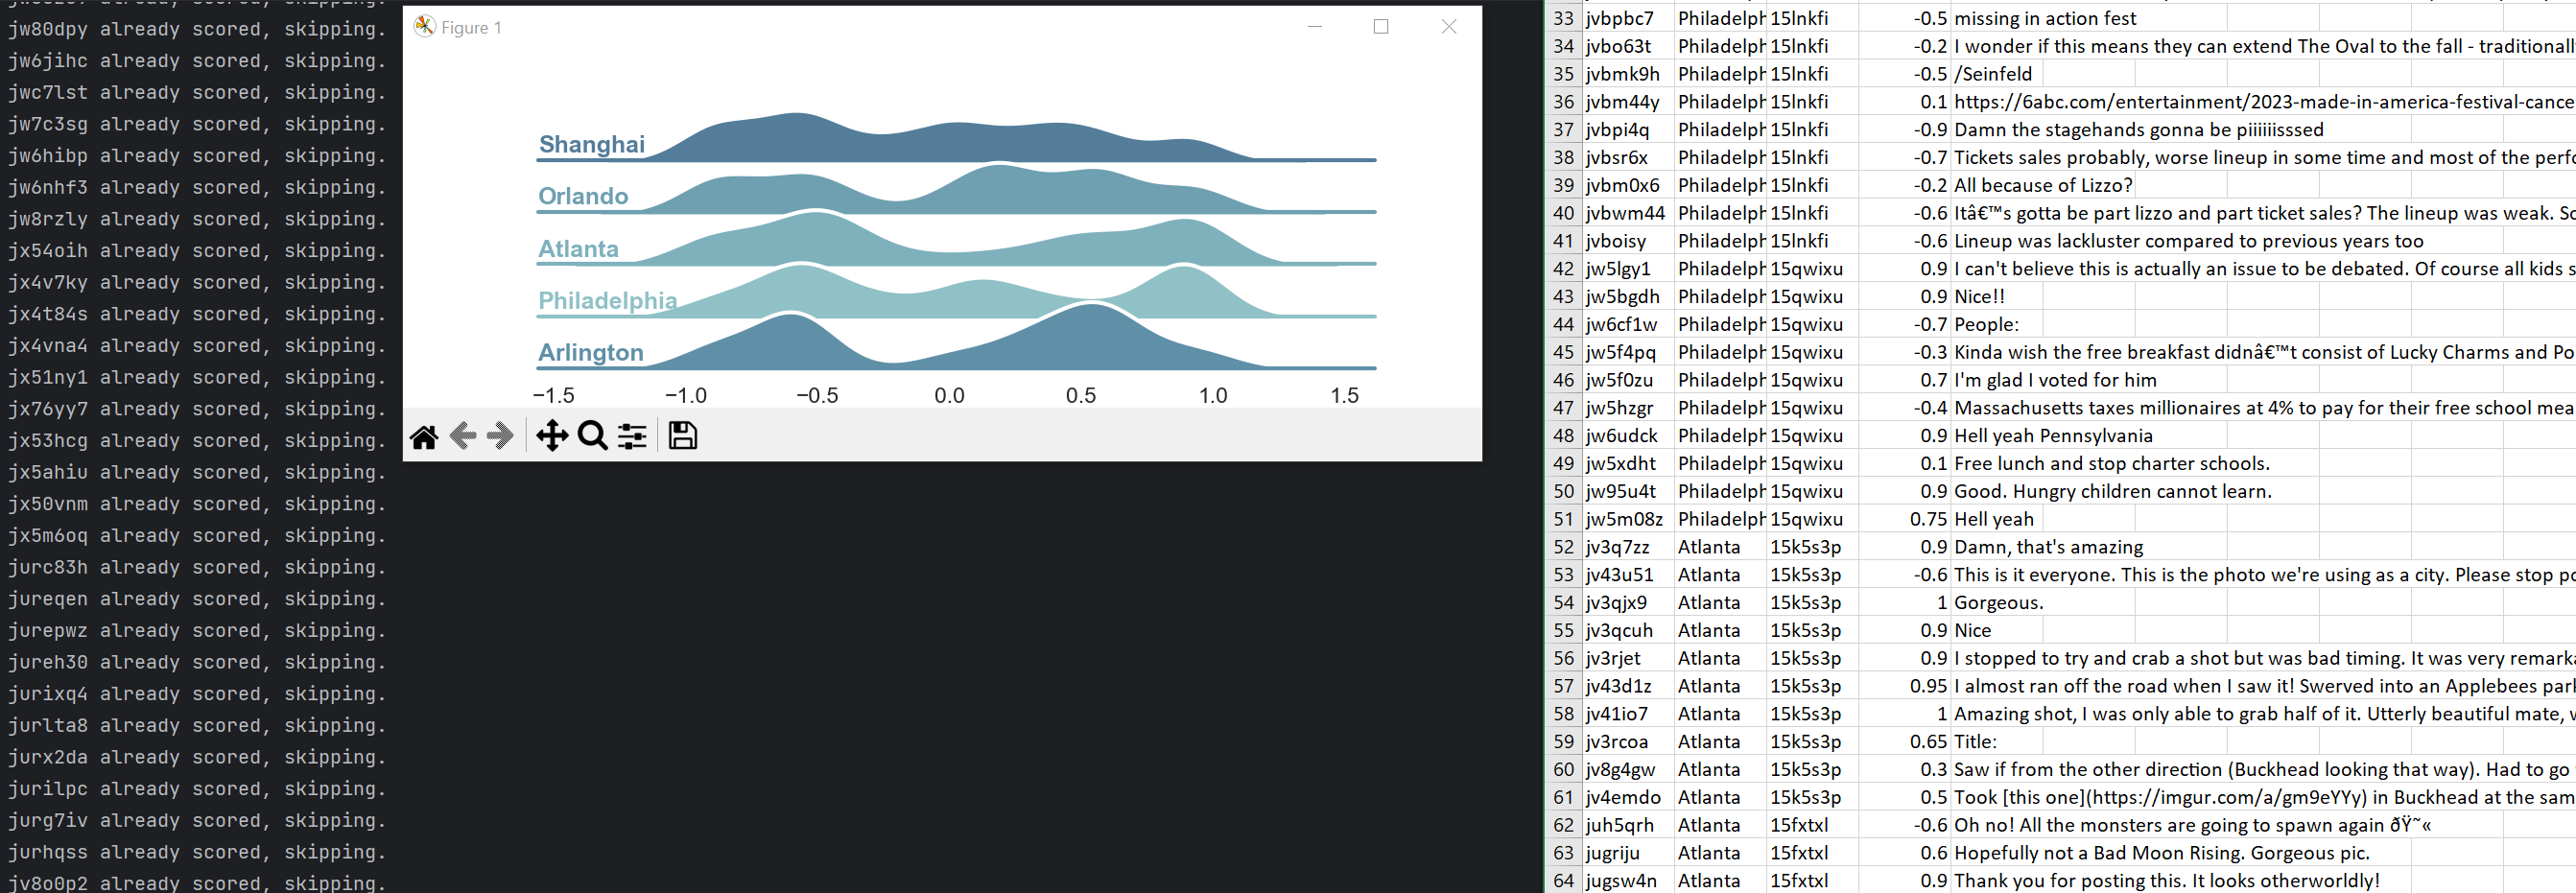 jw80dpy already scored, skipping.
jw6jihc already scored, skipping.
jwc7lst already scored, skipping.
jw7c3sg already scored, skipping.
jw6hibp already scored, skipping.
jw6nhf3 already scored, skipping.
jw8rzly already scored, skipping.
jx54oih already scored, skipping.
jx4v7ky already scored, skipping.
jx4t84s already scored, skipping.
jx4vna4 already scored, skipping.
jx51ny1 already scored, skipping.
jx76yy7 already scored, skipping.
jx53hcg already scored, skipping.
jx5ahiu already scored, skipping.
jx50vnm already scored, skipping.
jx5m6oq already scored, skipping.
jurc83h already scored, skipping.
jureqen already scored, skipping.
jurepwz already scored, skipping.
jureh30 already scored, skipping.
jurixq4 already scored, skipping.
jurlta8 already scored, skipping.
jurx2da already scored, skipping.
jurilpc already scored, skipping.
jurg7iv already scored, skipping.
jurhqss already scored, skipping.
jv8o0p2 already scored, skipping.
Figure 1
Shanghai
Orlando
Atlanta
Philadelphia
Arlington
−1.5 −1.0 −0.5 0.0 0.5 1.0 1.5
33 jvbpbc7 Philadelph 15lnkfi -0.5 missing in action fest
34 jvbo63t Philadelph 15lnkfi -0.2 I wonder if this means they can extend The Oval to the fall - traditionall
35 jvbmk9h Philadelph 15lnkfi -0.5 /Seinfeld
36 jvbm44y Philadelph 15lnkfi 0.1 https://6abc.com/entertainment/2023-made-in-america-festival-cance
37 jvbpi4q Philadelph 15lnkfi -0.9 Damn the stagehands gonna be piiiiiisssed
38 jvbsr6x Philadelph 15lnkfi -0.7 Tickets sales probably, worse lineup in some time and most of the perfo
39 jvbm0x6 Philadelph 15lnkfi -0.2 All because of Lizzo?
40 jvbwm44 Philadelph 15lnkfi -0.6 Itâ€™s gotta be part lizzo and part ticket sales? The lineup was weak. So
41 jvboisy Philadelph 15lnkfi -0.6 Lineup was lackluster compared to previous years too
42 jw5lgy1 Philadelph 15qwixu 0.9 I can't believe this is actually an issue to be debated. Of course all kids s
43 jw5bgdh Philadelph 15qwixu 0.9 Nice!!
44 jw6cf1w Philadelph 15qwixu -0.7 People:
45 jw5f4pq Philadelph 15qwixu -0.3 Kinda wish the free breakfast didnâ€™t consist of Lucky Charms and Po
46 jw5f0zu Philadelph 15qwixu 0.7 I'm glad I voted for him
47 jw5hzgr Philadelph 15qwixu -0.4 Massachusetts taxes millionaires at 4% to pay for their free school mea
48 jw6udck Philadelph 15qwixu 0.9 Hell yeah Pennsylvania
49 jw5xdht Philadelph 15qwixu 0.1 Free lunch and stop charter schools.
50 jw95u4t Philadelph 15qwixu 0.9 Good. Hungry children cannot learn.
51 jw5m08z Philadelph 15qwixu 0.75 Hell yeah
52 jv3q7zz Atlanta 15k5s3p 0.9 Damn, that's amazing
53 jv43u51 Atlanta 15k5s3p -0.6 This is it everyone. This is the photo we're using as a city. Please stop po
54 jv3qjx9 Atlanta 15k5s3p 1 Gorgeous.
55 jv3qcuh Atlanta 15k5s3p 0.9 Nice
56 jv3rjet Atlanta 15k5s3p 0.9 I stopped to try and crab a shot but was bad timing. It was very remarka
57 jv43d1z Atlanta 15k5s3p 0.95 I almost ran off the road when I saw it! Swerved into an Applebees park
58 jv41io7 Atlanta 15k5s3p 1 Amazing shot, I was only able to grab half of it. Utterly beautiful mate, w
59 jv3rcoa Atlanta 15k5s3p 0.65 Title:
60 jv8g4gw Atlanta 15k5s3p 0.3 Saw if from the other direction (Buckhead looking that way). Had to go
61 jv4emdo Atlanta 15k5s3p 0.5 Took [this one](https://imgur.com/a/gm9eYYy) in Buckhead at the sam
62 juh5qrh Atlanta 15fxtxl -0.6 Oh no! All the monsters are going to spawn again ðŸ˜«
63 jugriju Atlanta 15fxtxl 0.6 Hopefully not a Bad Moon Rising. Gorgeous pic.
64 jugsw4n Atlanta 15fxtxl 0.9 Thank you for posting this. It looks otherworldly!